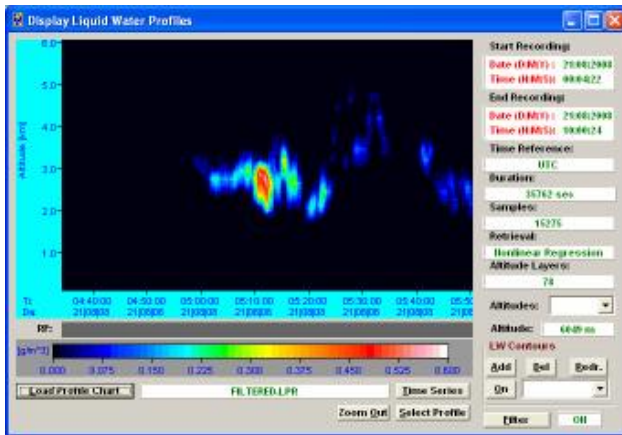 Display Liquid Water Profiles
Start Recording:
Date (D|M|Y) : 21|08|2008
Time (H|M|S): 00:04:22
End Recording:
Date (D|M|Y) : 21|08|2008
Time (H|M|S): 10:00:24
Time Reference:
UTC
Duration:
35762 sec
Samples:
15275
Retrieval:
Nonlinear Regression
Altitude Layers:
Altitudes:
Altitude:
LW Contours
Add Del Redr.
On
Filter ON
Altitude [km]
6.0
5.0
4.0
3.0
2.0
1.0
T: 04:40:00 04:50:00 05:00:00 05:10:00 05:20:00 05:30:00 05:40:00
Da: 21|08|08 21|08|08 21|08|08 21|08|08 21|08|08 21|08|08 21|08|08
RF:
[g/m^3]
0.000 0.075 0.150 0.225 0.300 0.375 0.450 0.525 0.600
Load Profile Chart FILTERED.LPR Time Series
Zoom Out Select Profile